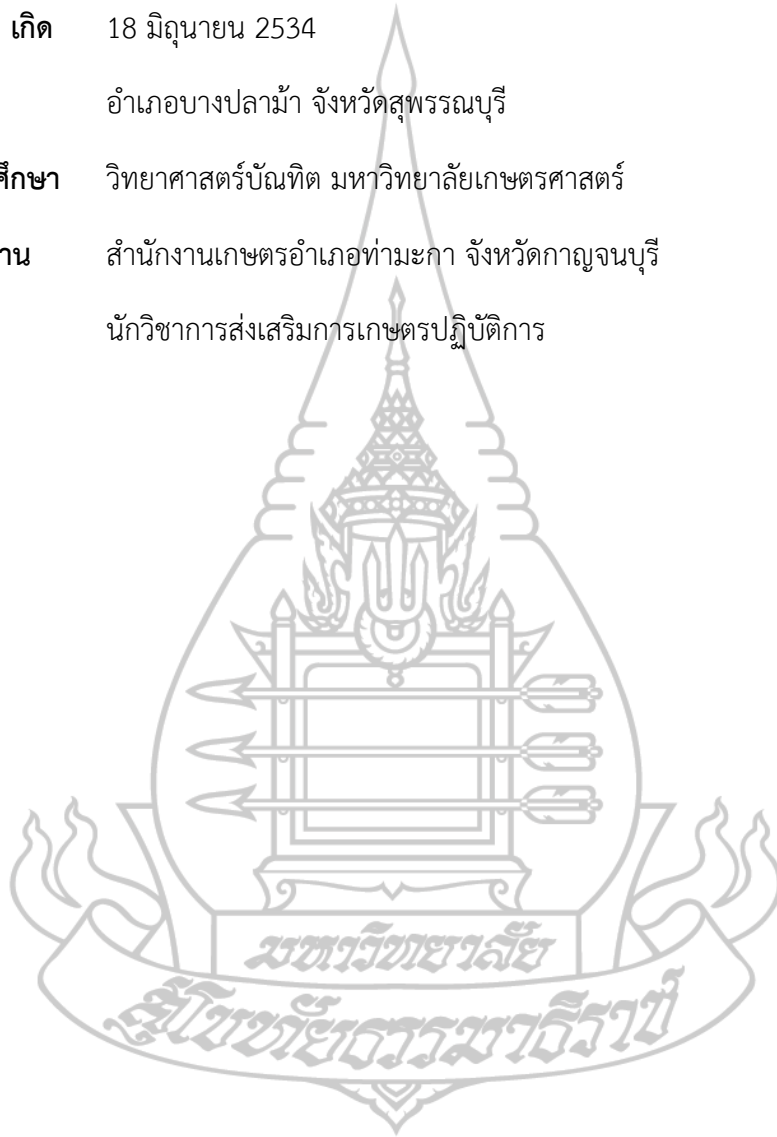 เกิด 18 มิถุนายน 2534
อำเภอบางปลาม้า จังหวัดสุพรรณบุรี
ศึกษา วิทยาศาสตร์บัณฑิต มหาวิทยาลัยเกษตรศาสตร์
าน สำนักงานเกษตรอำเภอท่ามะกา จังหวัดกาญจนบุรี
นักวิชาการส่งเสริมการเกษตรปฏิบัติการ
มหาวิทยาลัย
สุโขทัยธรรมาธิราช